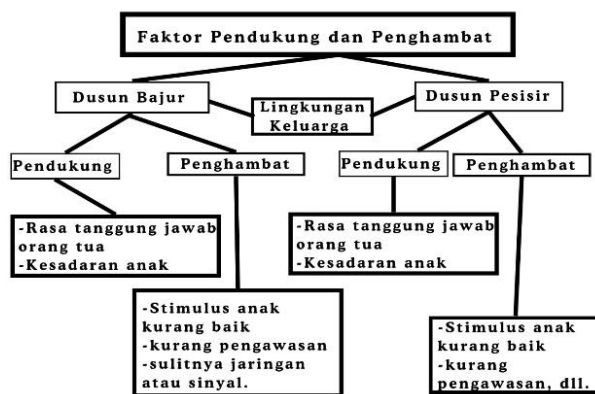 Faktor Pendukung dan Penghambat
Dusun Bajur
Lingkungan
Keluarga
Dusun Pesisir
Pendukung
Penghambat
Pendukung
Penghambat
-Rasa tanggung jawab
orang tua
-Kesadaran anak
-Rasa tanggung jawab
orang tua
-Kesadaran anak
-Stimulus anak
kurang baik
-kurang pengawasan
-sulitnya jaringan
atau sinyal.
-Stimulus anak
kurang baik
-kurang
pengawasan, dll.